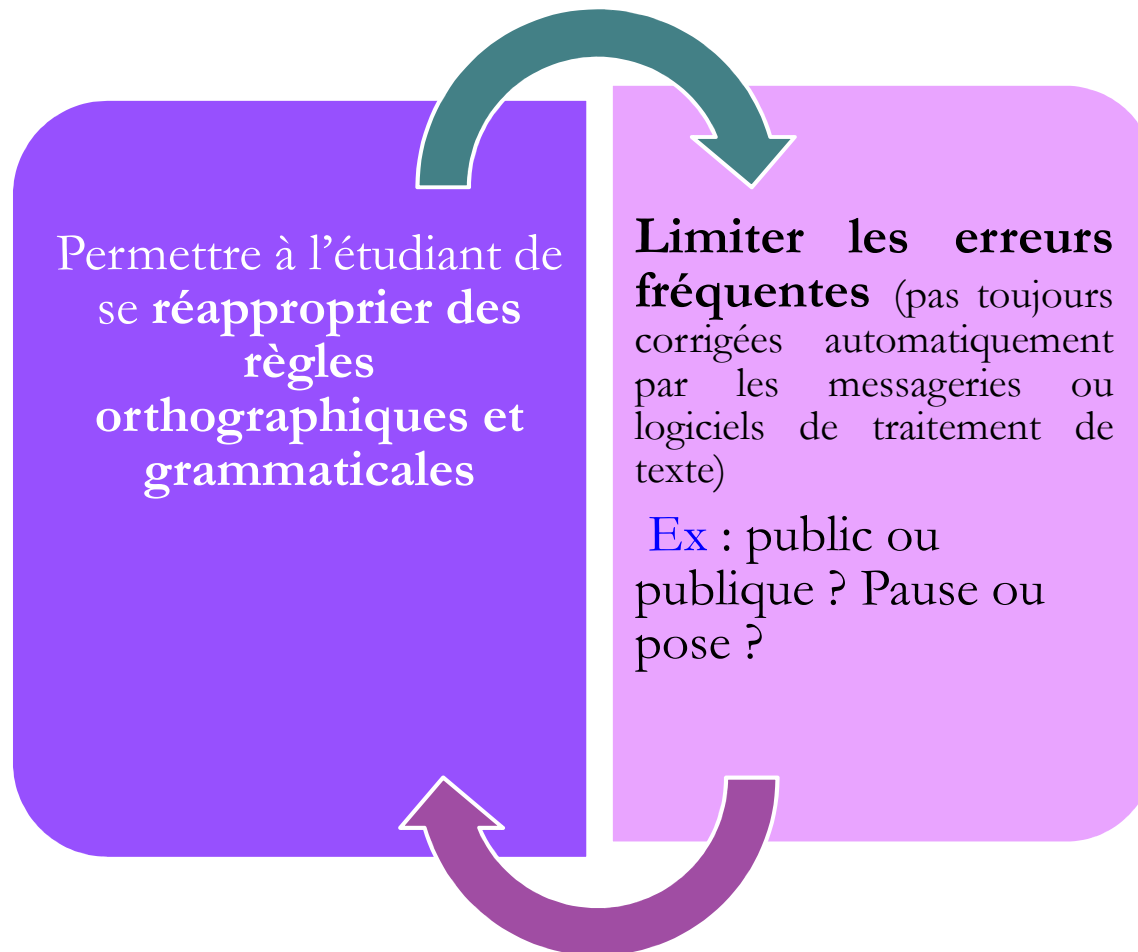 Permettre à l’étudiant de
se réapproprier des
règles
orthographiques et
grammaticales
Limiter les erreurs
fréquentes (pas toujours
corrigées automatiquement
par les messageries ou
logiciels de traitement de
texte)
Ex : public ou
publique ? Pause ou
pose ?